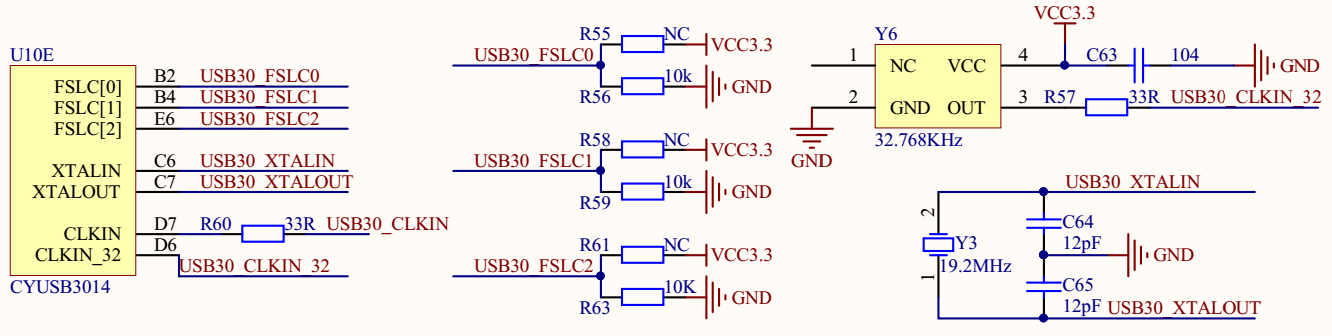 U10E
FSLC[0] B2 USB30_FSLC0
FSLC[1] B4 USB30_FSLC1
FSLC[2] E6 USB30_FSLC2
XTALIN C6 USB30_XTALIN
XTALOUT C7 USB30_XTALOUT
CLKIN D7 R60 33R USB30_CLKIN
CLKIN_32 D6 USB30_CLKIN_32
CYUSB3014
R55 NC VCC3.3
USB30_FSLC0
R56 10k GND
R58 NC VCC3.3
USB30_FSLC1
R59 10k GND
R61 NC VCC3.3
USB30_FSLC2
R63 10K GND
VCC3.3
Y6
1 NC VCC 4 C63 104 GND
2 GND OUT 3 R57 33R USB30_CLKIN_32
32.768KHz
GND
USB30_XTALIN
2 C64
Y3 12pF GND
19.2MHz
1 C65
12pF USB30_XTALOUT